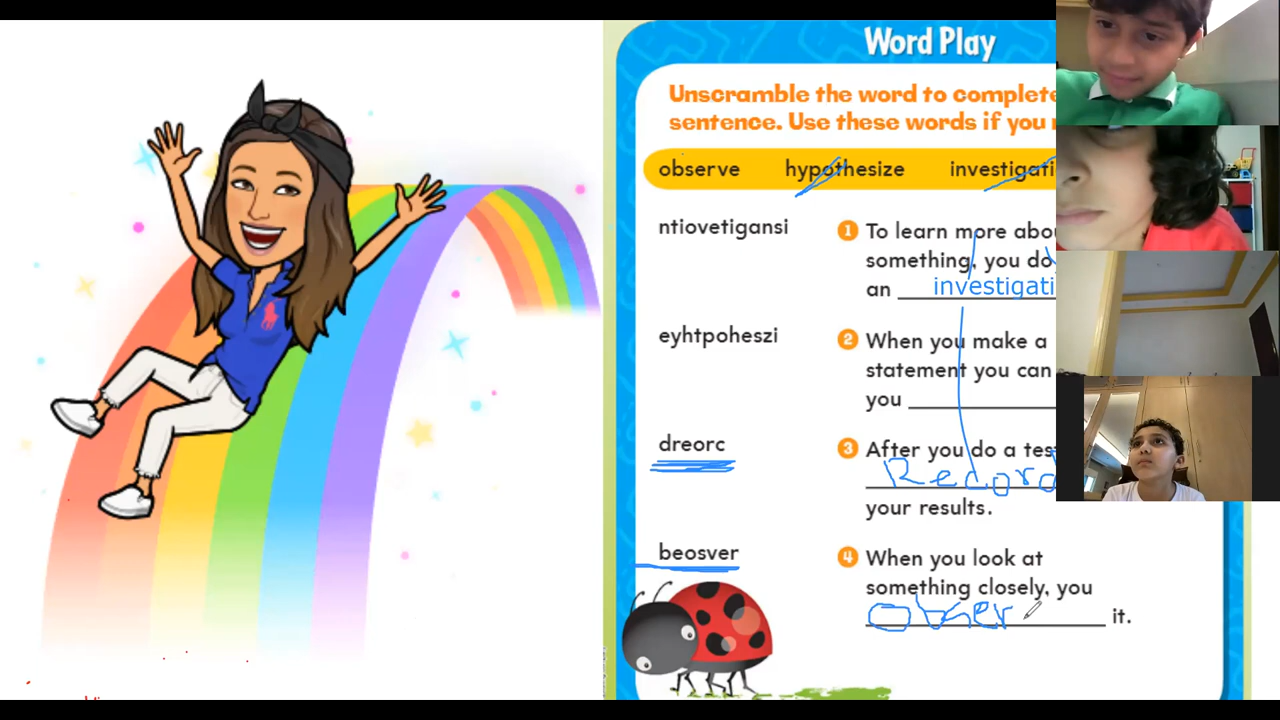 Word Play
Unscramble the word to complete
sentence. Use these words if you
observe hypothesize investigati
ntiovetigansi
1 To learn more abou
something, you do
an investigati
eyhtpoheszi
2 When you make a
statement you can
you
dreorc
3 After you do a tes
Record
your results.
beosver
4 When you look at
something closely, you
Obser it.